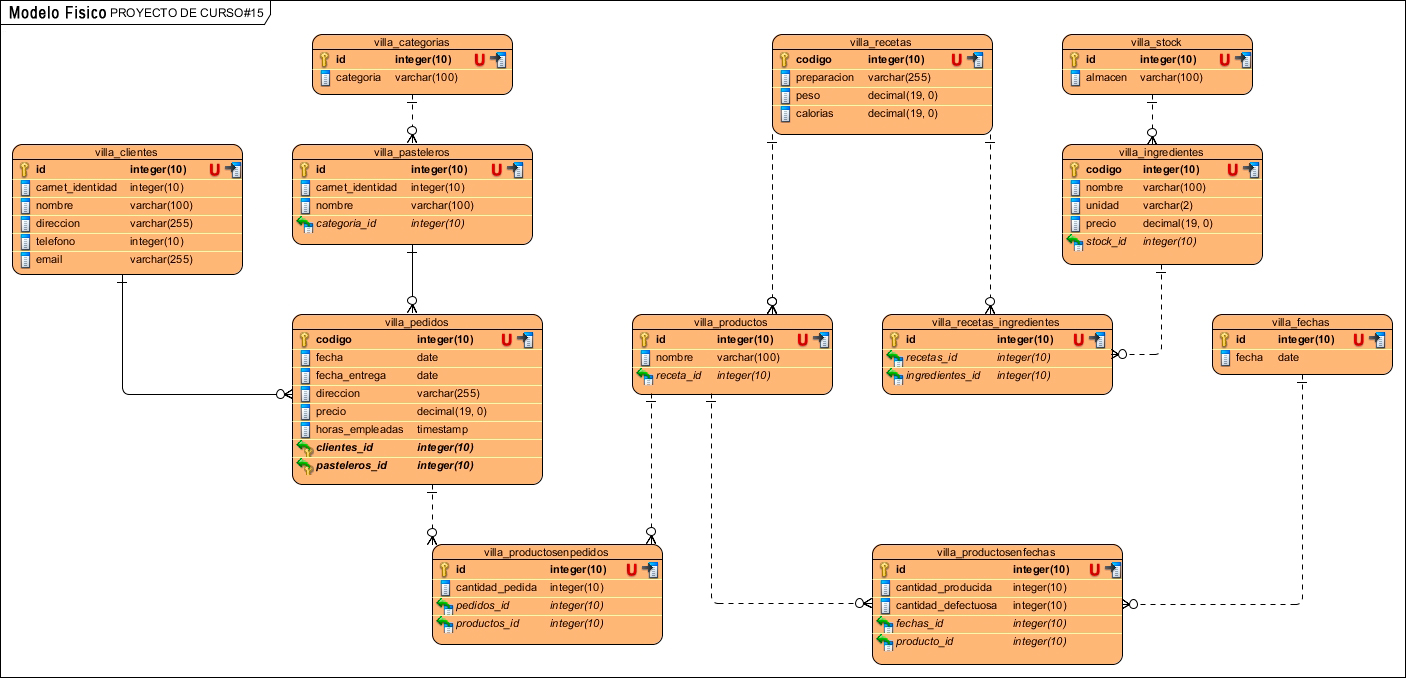 Modelo Fisico PROYECTO DE CURSO#15
villa_categorias
id integer(10) U
categoria varchar(100)
villa_recetas
codigo integer(10) U
preparacion varchar(255)
peso decimal(19, 0)
calorias decimal(19, 0)
villa_stock
id integer(10) U
almacen varchar(100)
villa_clientes
id integer(10) U
carnet_identidad integer(10)
nombre varchar(100)
direccion varchar(255)
telefono integer(10)
email varchar(255)
villa_pasteleros
id integer(10) U
carnet_identidad integer(10)
nombre varchar(100)
categoria_id integer(10)
villa_ingredientes
codigo integer(10) U
nombre varchar(100)
unidad varchar(2)
precio decimal(19, 0)
stock_id integer(10)
villa_pedidos
codigo integer(10) U
fecha date
fecha_entrega date
direccion varchar(255)
precio decimal(19, 0)
horas_empleadas timestamp
clientes_id integer(10)
pasteleros_id integer(10)
villa_productos
id integer(10) U
nombre varchar(100)
receta_id integer(10)
villa_recetas_ingredientes
id integer(10) U
recetas_id integer(10)
ingredientes_id integer(10)
villa_fechas
id integer(10) U
fecha date
villa_productosenpedidos
id integer(10) U
cantidad_pedida integer(10)
pedidos_id integer(10)
productos_id integer(10)
villa_productosenfechas
id integer(10) U
cantidad_producida integer(10)
cantidad_defectuosa integer(10)
fechas_id integer(10)
producto_id integer(10)